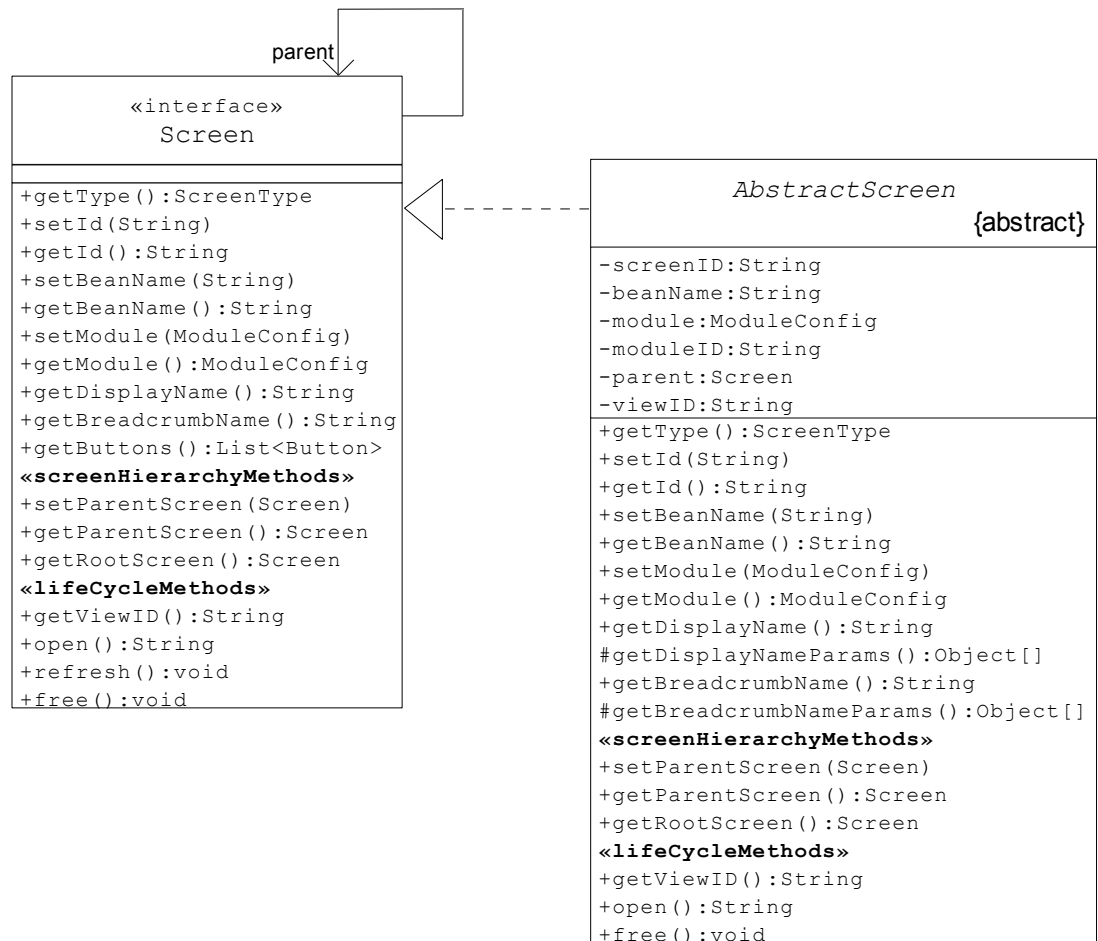 parent
«interface»
Screen
+getType():ScreenType
+setId(String)
+getId():String
+setBeanName(String)
+getBeanName():String
+setModule(ModuleConfig)
+getModule():ModuleConfig
+getDisplayName():String
+getBreadcrumbName():String
+getButtons():List<Button>
«screenHierarchyMethods»
+setParentScreen(Screen)
+getParentScreen():Screen
+getRootScreen():Screen
«lifeCycleMethods»
+getViewID():String
+open():String
+refresh():void
+free():void
AbstractScreen
{abstract}
-screenID:String
-beanName:String
-module:ModuleConfig
-moduleID:String
-parent:Screen
-viewID:String
+getType():ScreenType
+setId(String)
+getId():String
+setBeanName(String)
+getBeanName():String
+setModule(ModuleConfig)
+getModule():ModuleConfig
+getDisplayName():String
#getDisplayNameParams():Object[]
+getBreadcrumbName():String
#getBreadcrumbNameParams():Object[]
«screenHierarchyMethods»
+setParentScreen(Screen)
+getParentScreen():Screen
+getRootScreen():Screen
«lifeCycleMethods»
+getViewID():String
+open():String
+free():void